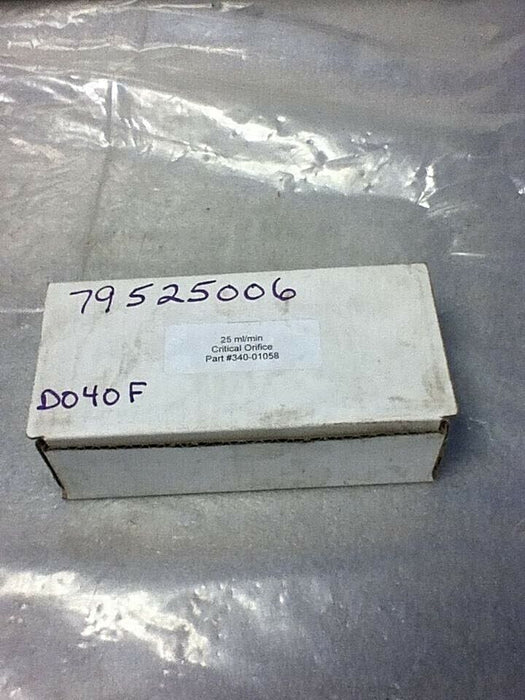 79525006
25 ml/min
Critical Orifice
Part #340-01058
D040F